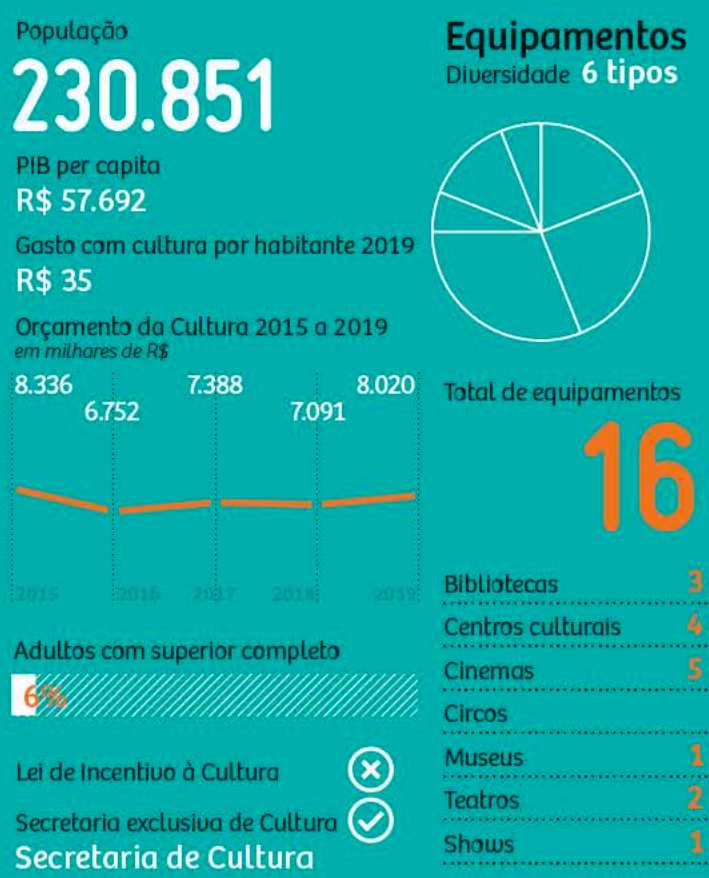 População
230.851
PIB per capita
R$ 57.692
Gasto com cultura por habitante 2019
R$ 35
Orçamento da Cultura 2015 a 2019
em milhares de R$
8.336
6.752
7.388
7.091
8.020
2015 2016 2017 2018 2019
Adultos com superior completo
6%
Lei de Incentivo à Cultura
Secretaria exclusiva de Cultura
Secretaria de Cultura
Equipamentos
Diversidade 6 tipos
Total de equipamentos
16
Bibliotecas 3
Centros culturais 4
Cinemas 5
Circos
Museus 1
Teatros 2
Shows 1